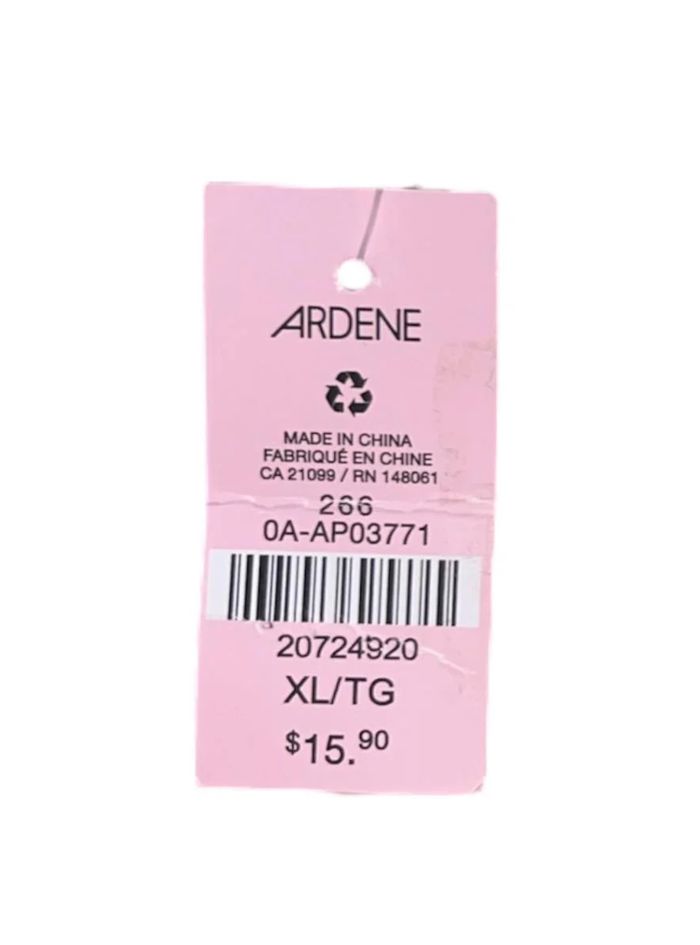 ARDENE
MADE IN CHINA
FABRIQUÉ EN CHINE
CA 21099 / RN 148061
266
0A-AP03771
20724920
XL/TG
$15.90